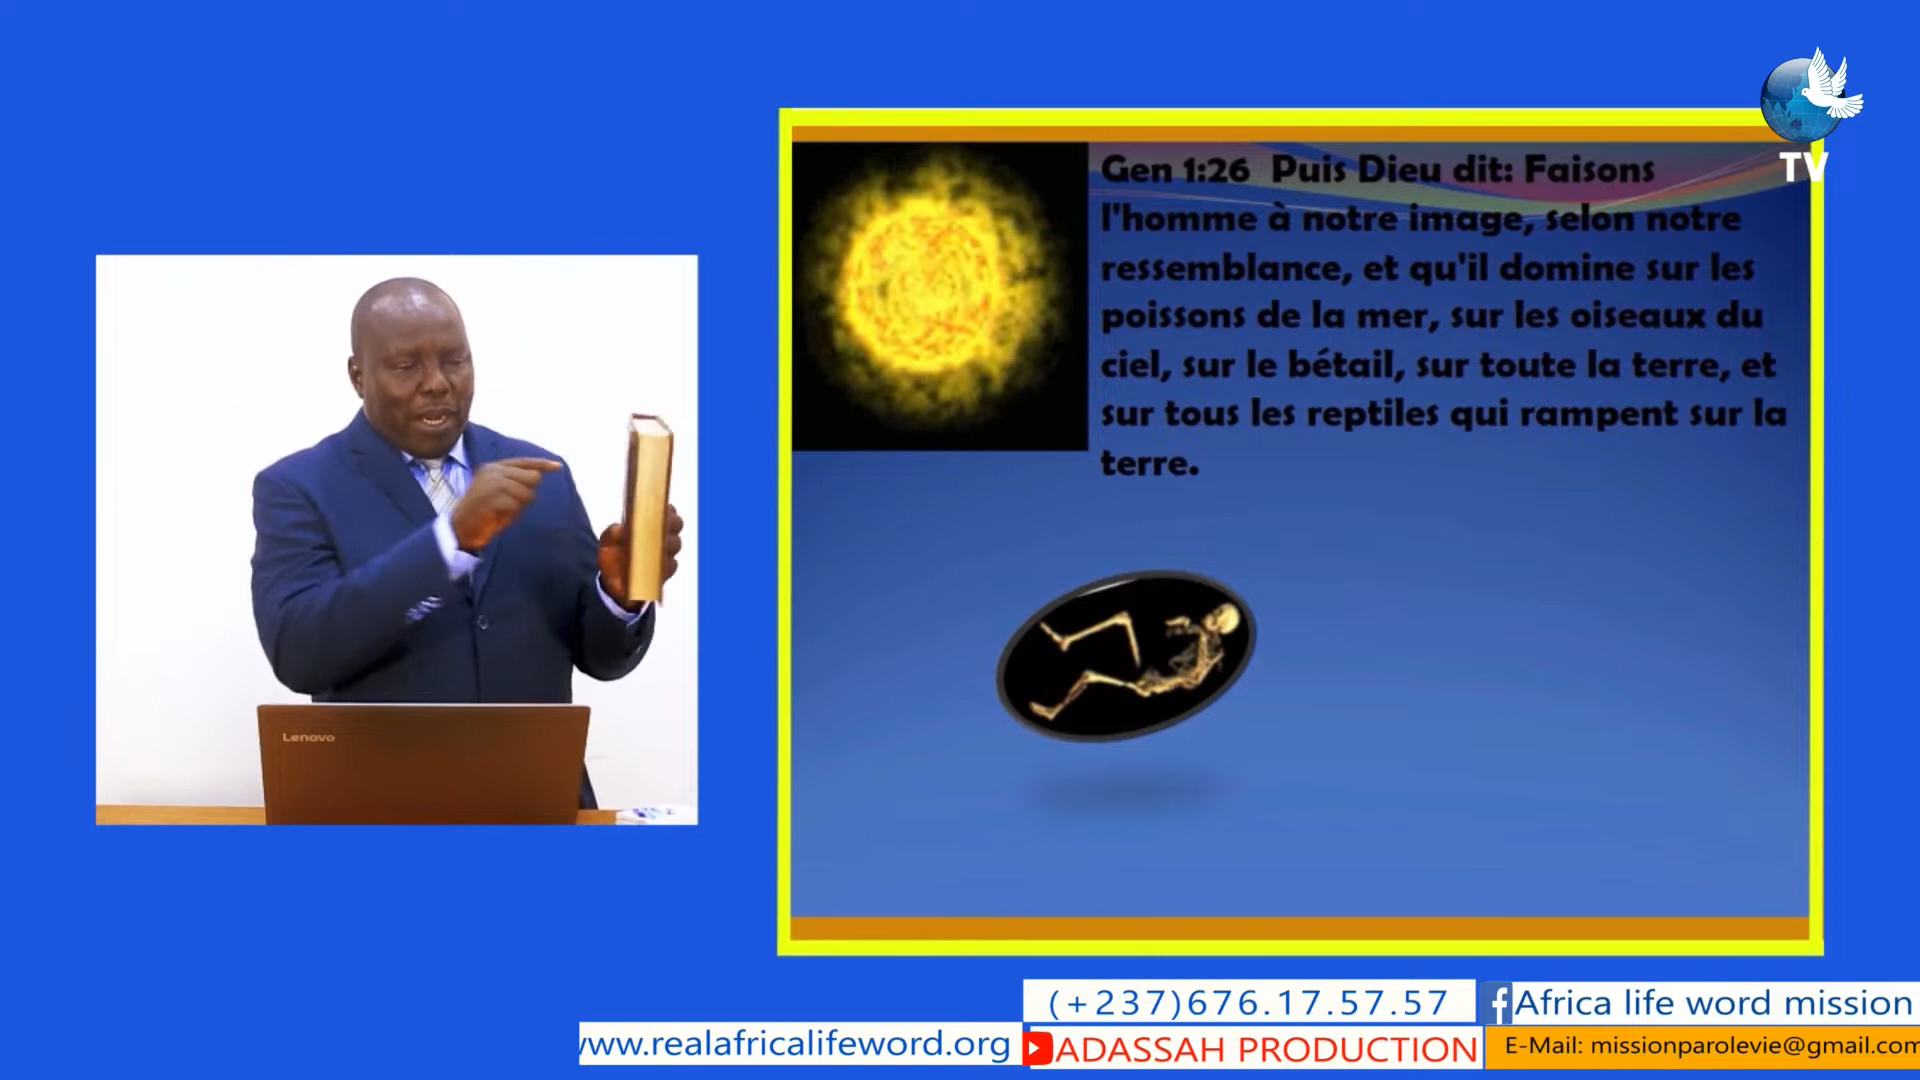 TV
Gen 1:26 Puis Dieu dit: Faisons
l'homme à notre image, selon notre
ressemblance, et qu'il domine sur les
poissons de la mer, sur les oiseaux du
ciel, sur le bétail, sur toute la terre, et
sur tous les reptiles qui rampent sur la
terre.
Lenovo
(+237)676.17.57.57
Africa life word mission
www.realafricalifeword.org
ADASSAH PRODUCTION
E-Mail: missionparolevie@gmail.com